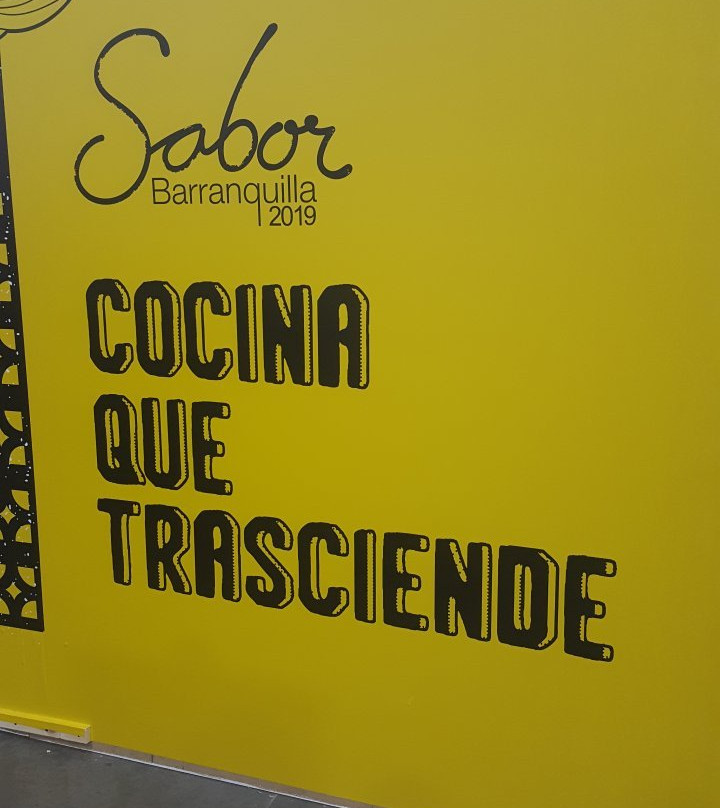 Sabor
Barranquilla
2019
COCINA
QUE
TRASCIENDE